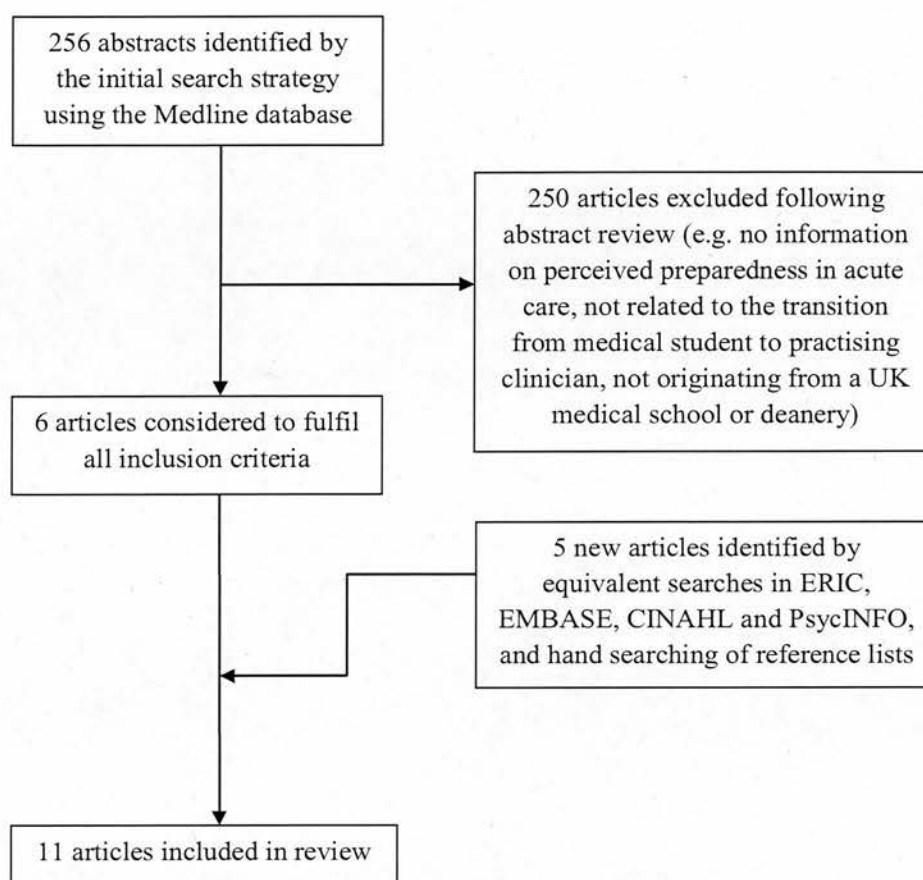 256 abstracts identified by
the initial search strategy
using the Medline database
250 articles excluded following
abstract review (e.g. no information
on perceived preparedness in acute
care, not related to the transition
from medical student to practising
clinician, not originating from a UK
medical school or deanery)
6 articles considered to fulfil
all inclusion criteria
5 new articles identified by
equivalent searches in ERIC,
EMBASE, CINAHL and PsycINFO,
and hand searching of reference lists
11 articles included in review